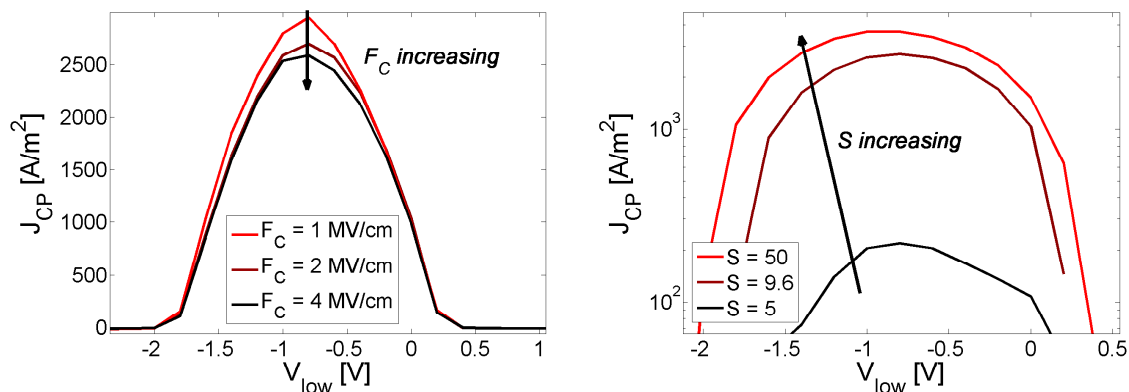 2500
2000
1500
1000
500
0
-2 -1.5 -1 -0.5 0 0.5 1
V_low [V]
J_CP [A/m²]
F_C increasing
F_C = 1 MV/cm
F_C = 2 MV/cm
F_C = 4 MV/cm
10³
10²
-2 -1.5 -1 -0.5 0 0.5
V_low [V]
J_CP [A/m²]
S increasing
S = 50
S = 9.6
S = 5